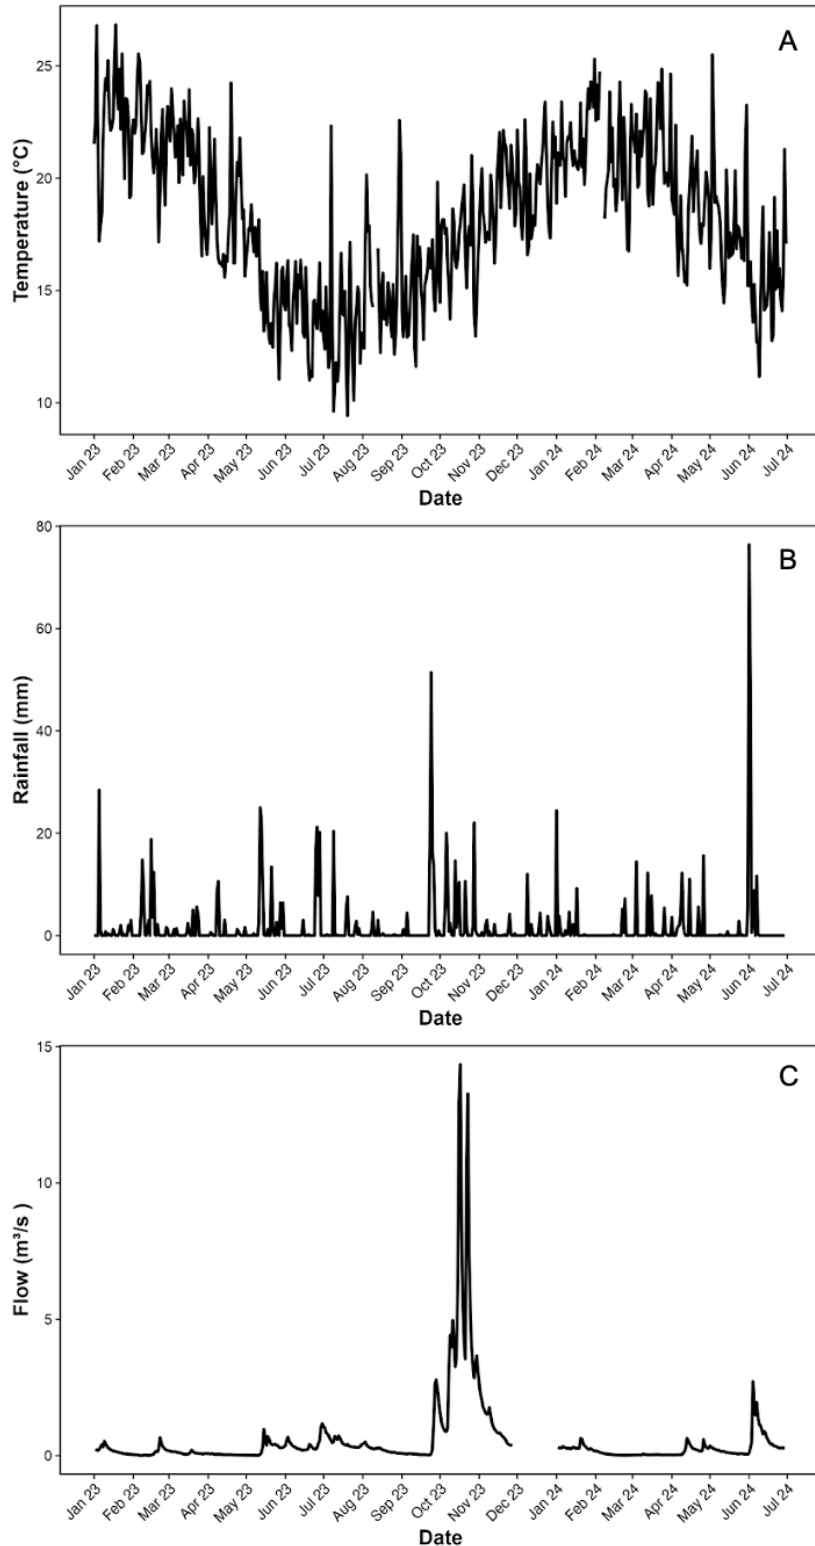 A
Temperature (°C)
25
20
15
10
Jan 23 Feb 23 Mar 23 Apr 23 May 23 Jun 23 Jul 23 Aug 23 Sep 23 Oct 23 Nov 23 Dec 23 Jan 24 Feb 24 Mar 24 Apr 24 May 24 Jun 24 Jul 24
Date
B
Rainfall (mm)
80
60
40
20
0
Jan 23 Feb 23 Mar 23 Apr 23 May 23 Jun 23 Jul 23 Aug 23 Sep 23 Oct 23 Nov 23 Dec 23 Jan 24 Feb 24 Mar 24 Apr 24 May 24 Jun 24 Jul 24
Date
C
Flow (m³/s )
15
10
5
0
Jan 23 Feb 23 Mar 23 Apr 23 May 23 Jun 23 Jul 23 Aug 23 Sep 23 Oct 23 Nov 23 Dec 23 Jan 24 Feb 24 Mar 24 Apr 24 May 24 Jun 24 Jul 24
Date